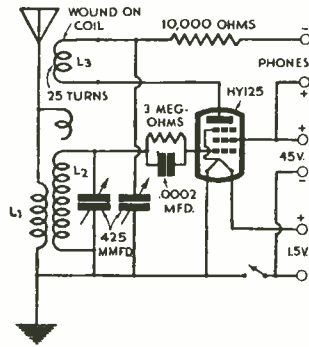 WOUND ON
COIL
10,000 OHMS
−
L3
PHONES
25 TURNS
+
HY125
3 MEG-
OHMS
+
45V.
L2
.0002
MFD.
−
L1
425
MMFD.
+
1.5V.
−